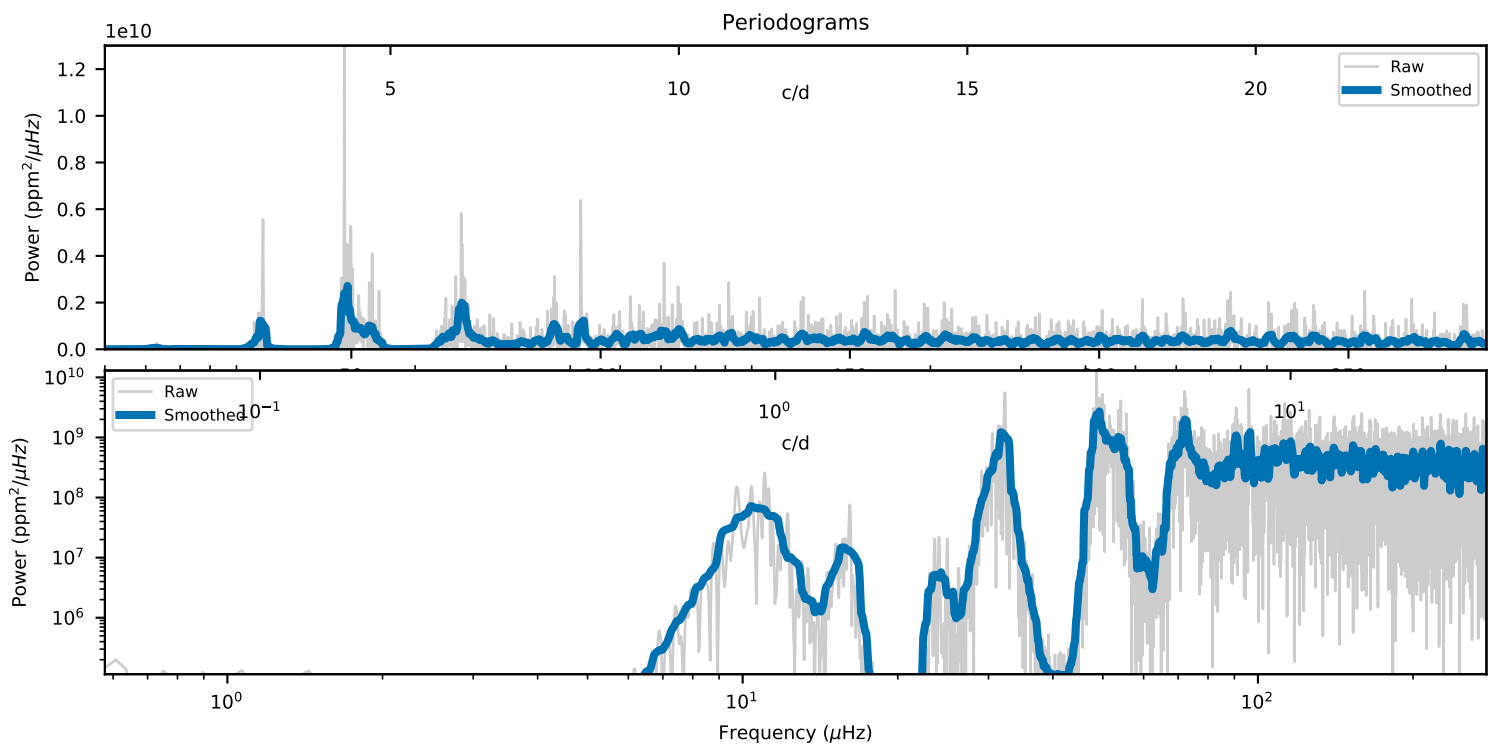 Periodograms
1e10
5 10 15 20
c/d
Raw
Smoothed
1.2
1.0
0.8
0.6
0.4
0.2
0.0
Power (ppm²/μHz)
Raw
Smoothed
10⁻¹ 10⁰ 10¹
c/d
10¹⁰
10⁹
10⁸
10⁷
10⁶
Power (ppm²/μHz)
10⁰ 10¹ 10²
Frequency (μHz)